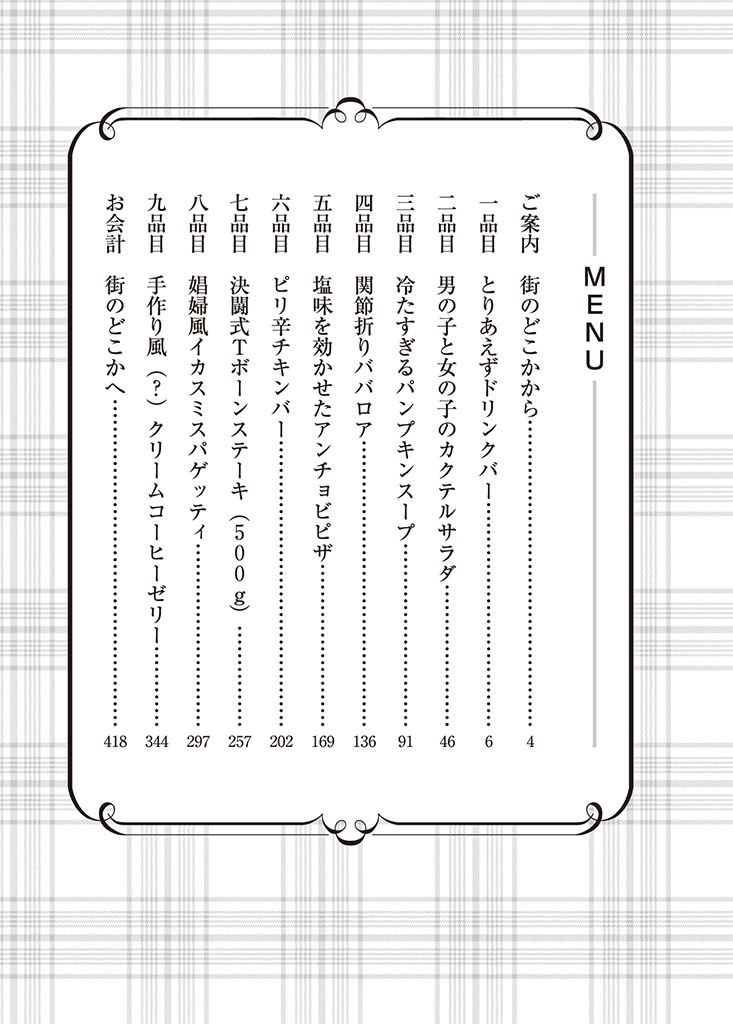 MENU
ご案内　街のどこかから……………………………4
一品目　とりあえずドリンクバー……………………………6
二品目　男の子と女の子のカクテルサラダ……………………………46
三品目　冷たすぎるパンプキンスープ……………………………91
四品目　関節折りババロア……………………………136
五品目　塩味を効かせたアンチョビピザ……………………………169
六品目　ピリ辛チキンバー……………………………202
七品目　決闘式Tボーンステーキ（500g）……………………………257
八品目　娼婦風イカスミスパゲッティ……………………………297
九品目　手作り風（？）クリームコーヒーゼリー……………………………344
お会計　街のどこかへ……………………………418